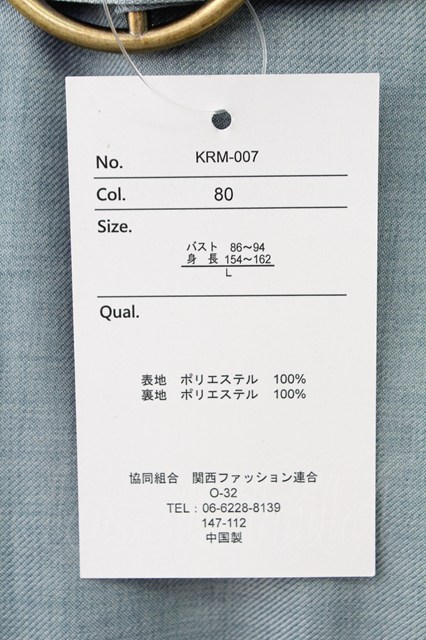 No. KRM-007
Col. 80
Size.
バスト 86～94
身長 154～162
L
Qual.
表地 ポリエステル 100%
裏地 ポリエステル 100%
協同組合 関西ファッション連合
O-32
TEL：06-6228-8139
147-112
中国製